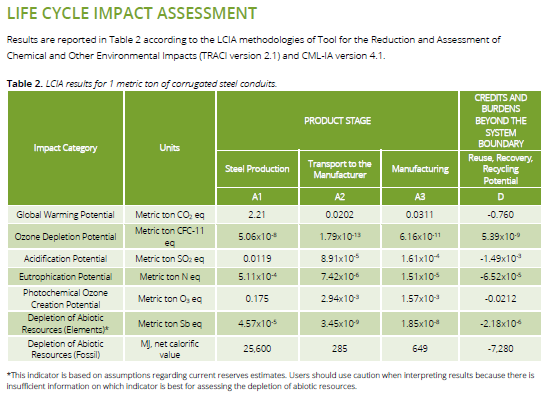 LIFE CYCLE IMPACT ASSESSMENT
Results are reported in Table 2 according to the LCIA methodologies of Tool for the Reduction and Assessment of
Chemical and Other Environmental Impacts (TRACI version 2.1) and CML-IA version 4.1.
Table 2. LCIA results for 1 metric ton of corrugated steel conduits.
Impact Category Units PRODUCT STAGE CREDITS AND BURDENS BEYOND THE SYSTEM BOUNDARY
Steel Production Transport to the Manufacturer Manufacturing Reuse, Recovery, Recycling Potential
A1 A2 A3 D
Global Warming Potential Metric ton CO₂ eq 2.21 0.0202 0.0311 -0.760
Ozone Depletion Potential Metric ton CFC-11 eq 5.06x10⁻⁸ 1.79x10⁻¹³ 6.16x10⁻¹¹ 5.39x10⁻⁹
Acidification Potential Metric ton SO₂ eq 0.0119 8.91x10⁻⁵ 1.61x10⁻⁴ -1.49x10⁻³
Eutrophication Potential Metric ton N eq 5.11x10⁻⁴ 7.42x10⁻⁶ 1.51x10⁻⁵ -6.52x10⁻⁵
Photochemical Ozone Creation Potential Metric ton O₃ eq 0.175 2.94x10⁻³ 1.57x10⁻³ -0.0212
Depletion of Abiotic Resources (Elements)* Metric ton Sb eq 4.57x10⁻⁵ 3.45x10⁻⁹ 1.85x10⁻⁸ -2.18x10⁻⁶
Depletion of Abiotic Resources (Fossil) MJ, net calorific value 25,600 285 649 -7,280
*This indicator is based on assumptions regarding current reserves estimates. Users should use caution when interpreting results because there is
insufficient information on which indicator is best for assessing the depletion of abiotic resources.